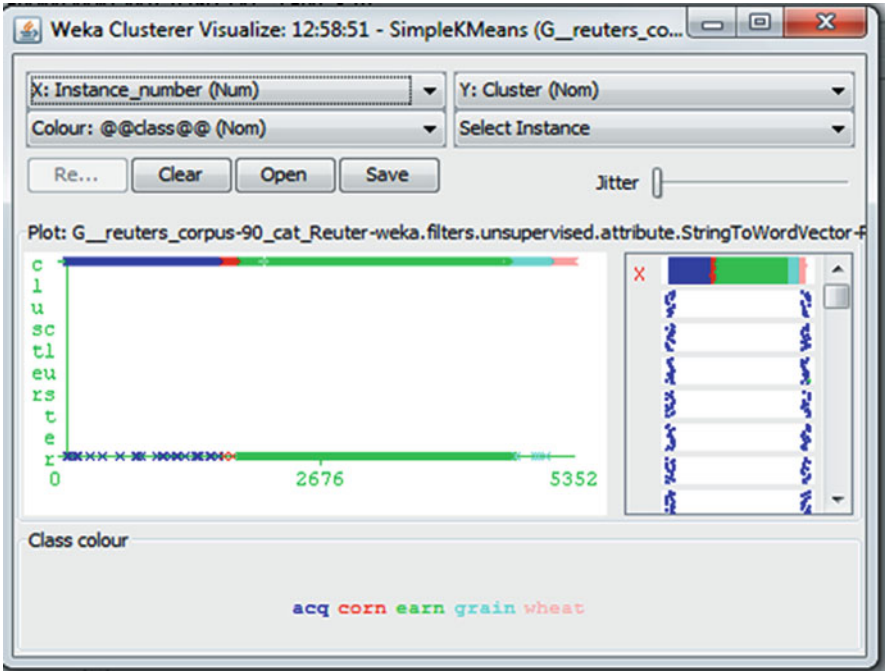 Weka Clusterer Visualize: 12:58:51 - SimpleKMeans (G__reuters_co...
X: Instance_number (Num) Y: Cluster (Nom)
Colour: @@class@@ (Nom) Select Instance
Re... Clear Open Save Jitter
Plot: G__reuters_corpus-90_cat_Reuter-weka.filters.unsupervised.attribute.StringToWordVector-R
c
l
u
sc
tl
eu
rs
t
e
r
X
0 2676 5352
Class colour
acq corn earn grain wheat